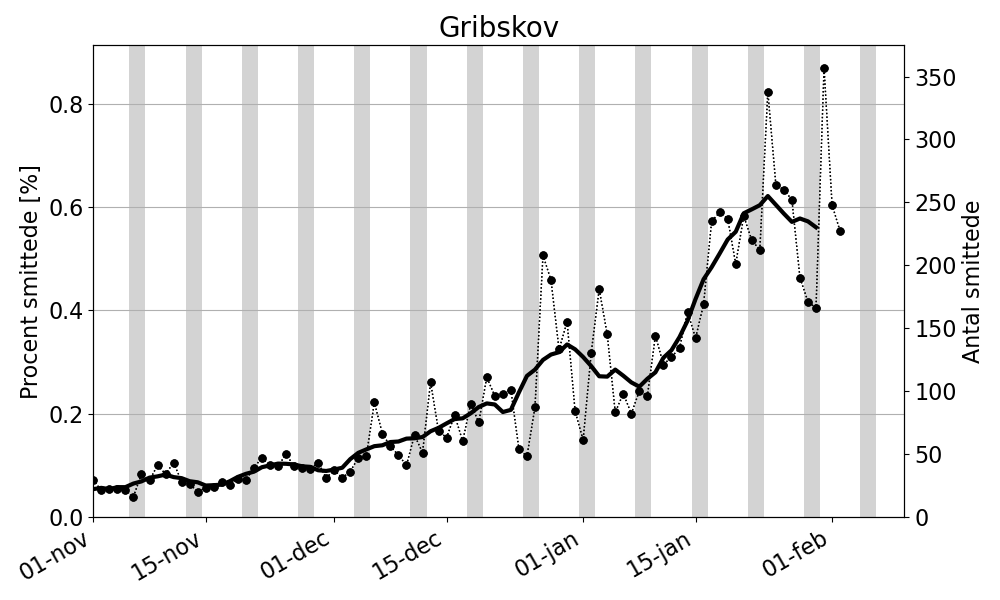 Gribskov
Procent smittede [%]
0.8
0.6
0.4
0.2
0.0
350
300
250
200
150
100
50
0
Antal smittede
01-nov
15-nov
01-dec
15-dec
01-jan
15-jan
01-feb